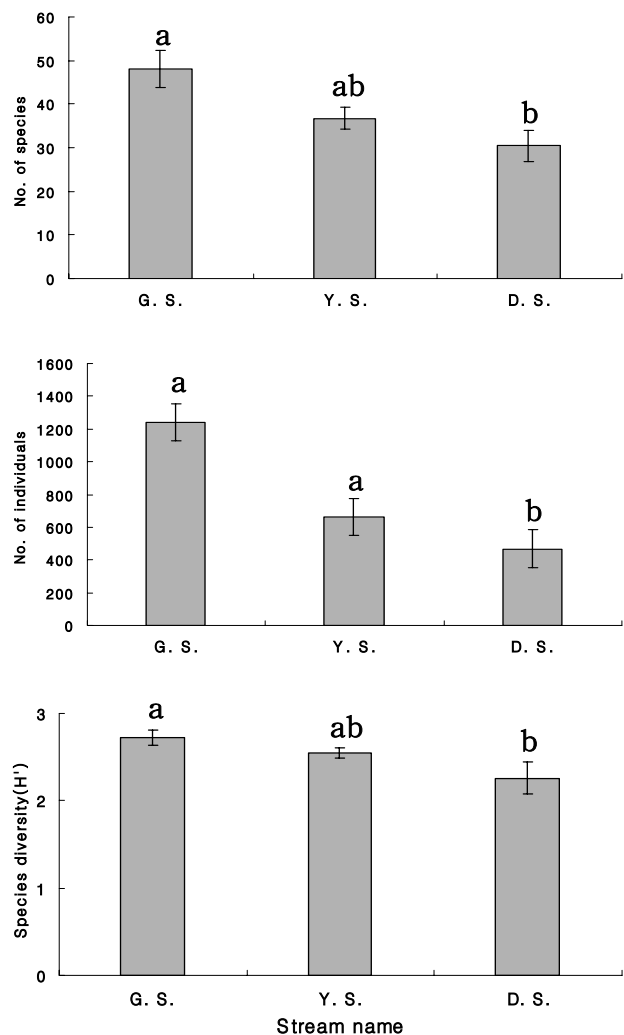 60
50
40
30
20
10
0
No. of species
a
ab
b
G. S. Y. S. D. S.
1600
1400
1200
1000
800
600
400
200
0
No. of individuals
a
a
b
G. S. Y. S. D. S.
3
2
1
0
Species diversity(H')
a
ab
b
G. S. Y. S. D. S.
Stream name